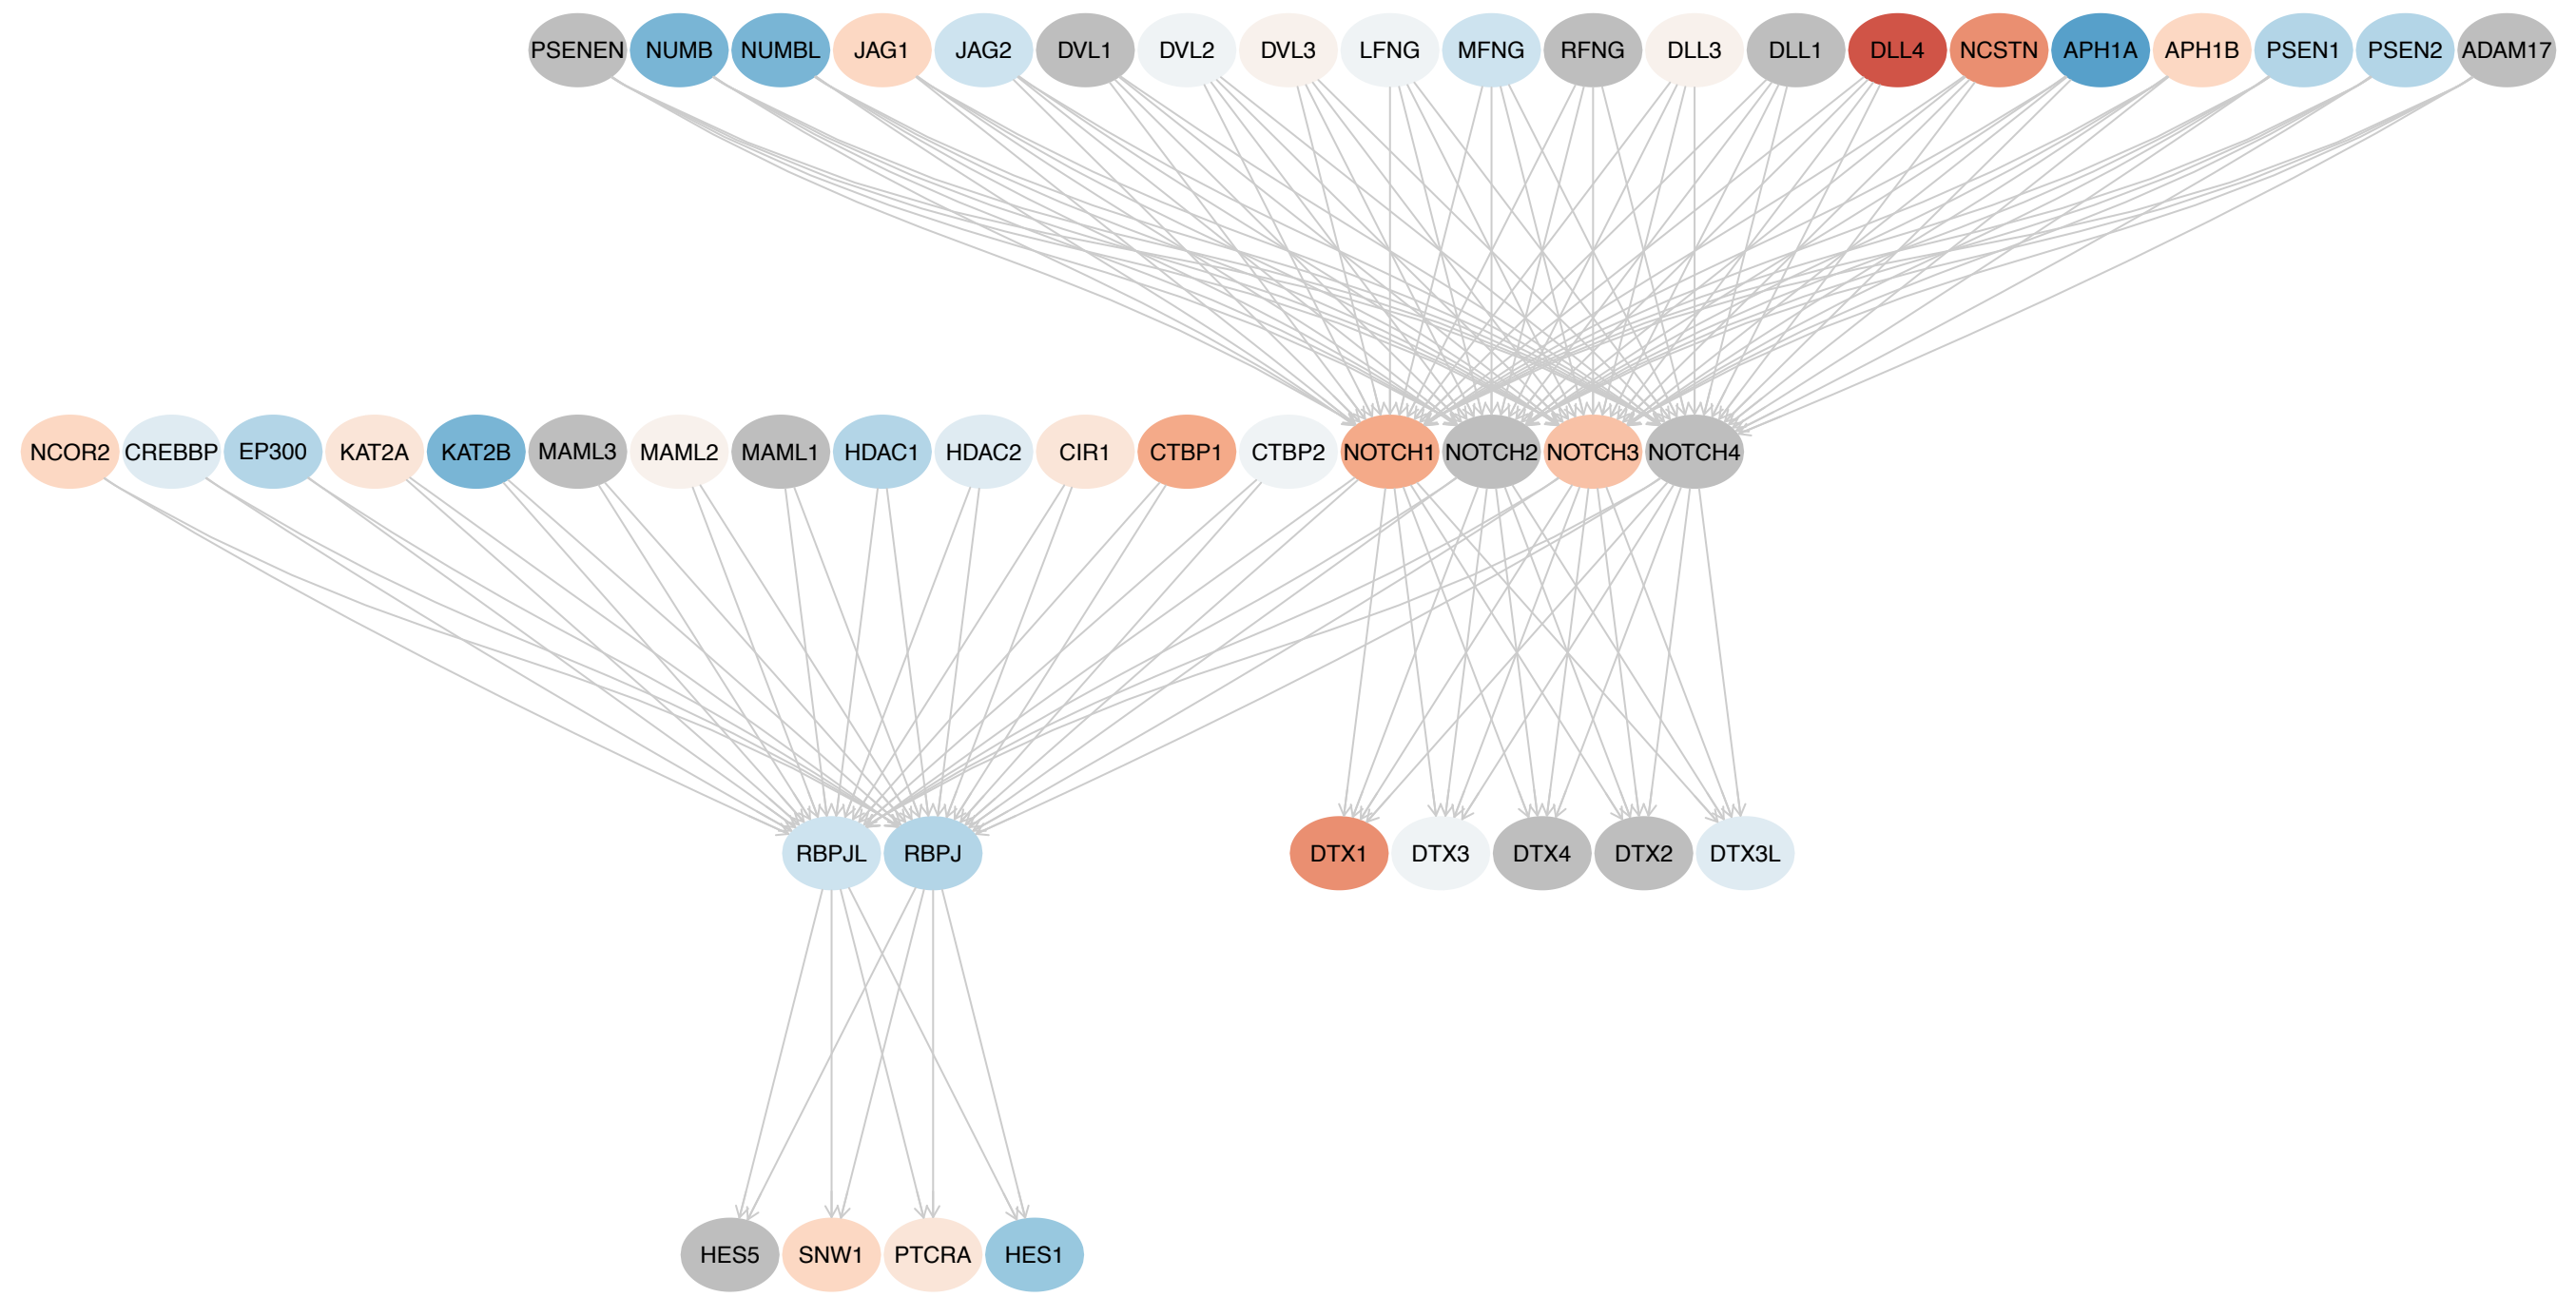 PSENEN NUMB NUMBL JAG1 JAG2 DVL1 DVL2 DVL3 LFNG MFNG RFNG DLL3 DLL1 DLL4 NCSTN APH1A APH1B PSEN1 PSEN2 ADAM17
NCOR2 CREBBP EP300 KAT2A KAT2B MAML3 MAML2 MAML1 HDAC1 HDAC2 CIR1 CTBP1 CTBP2 NOTCH1 NOTCH2 NOTCH3 NOTCH4
RBPJL RBPJ DTX1 DTX3 DTX4 DTX2 DTX3L
HES5 SNW1 PTCRA HES1